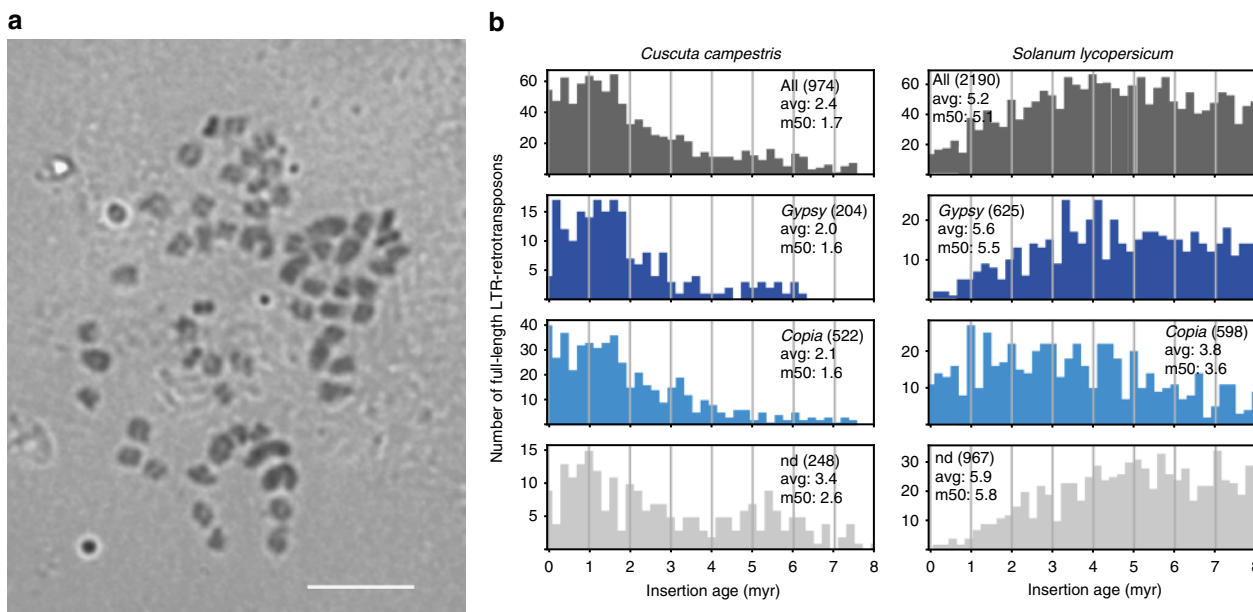 a
b
Cuscuta campestris
Solanum lycopersicum
Number of full-length LTR-retrotransposons
60
40
20
All (974)
avg: 2.4
m50: 1.7
60
40
20
All (2190)
avg: 5.2
m50: 5.1
15
10
5
Gypsy (204)
avg: 2.0
m50: 1.6
20
10
Gypsy (625)
avg: 5.6
m50: 5.5
40
30
20
10
Copia (522)
avg: 2.1
m50: 1.6
20
10
Copia (598)
avg: 3.8
m50: 3.6
15
10
5
nd (248)
avg: 3.4
m50: 2.6
30
20
10
nd (967)
avg: 5.9
m50: 5.8
0 1 2 3 4 5 6 7 8
0 1 2 3 4 5 6 7 8
Insertion age (myr)
Insertion age (myr)